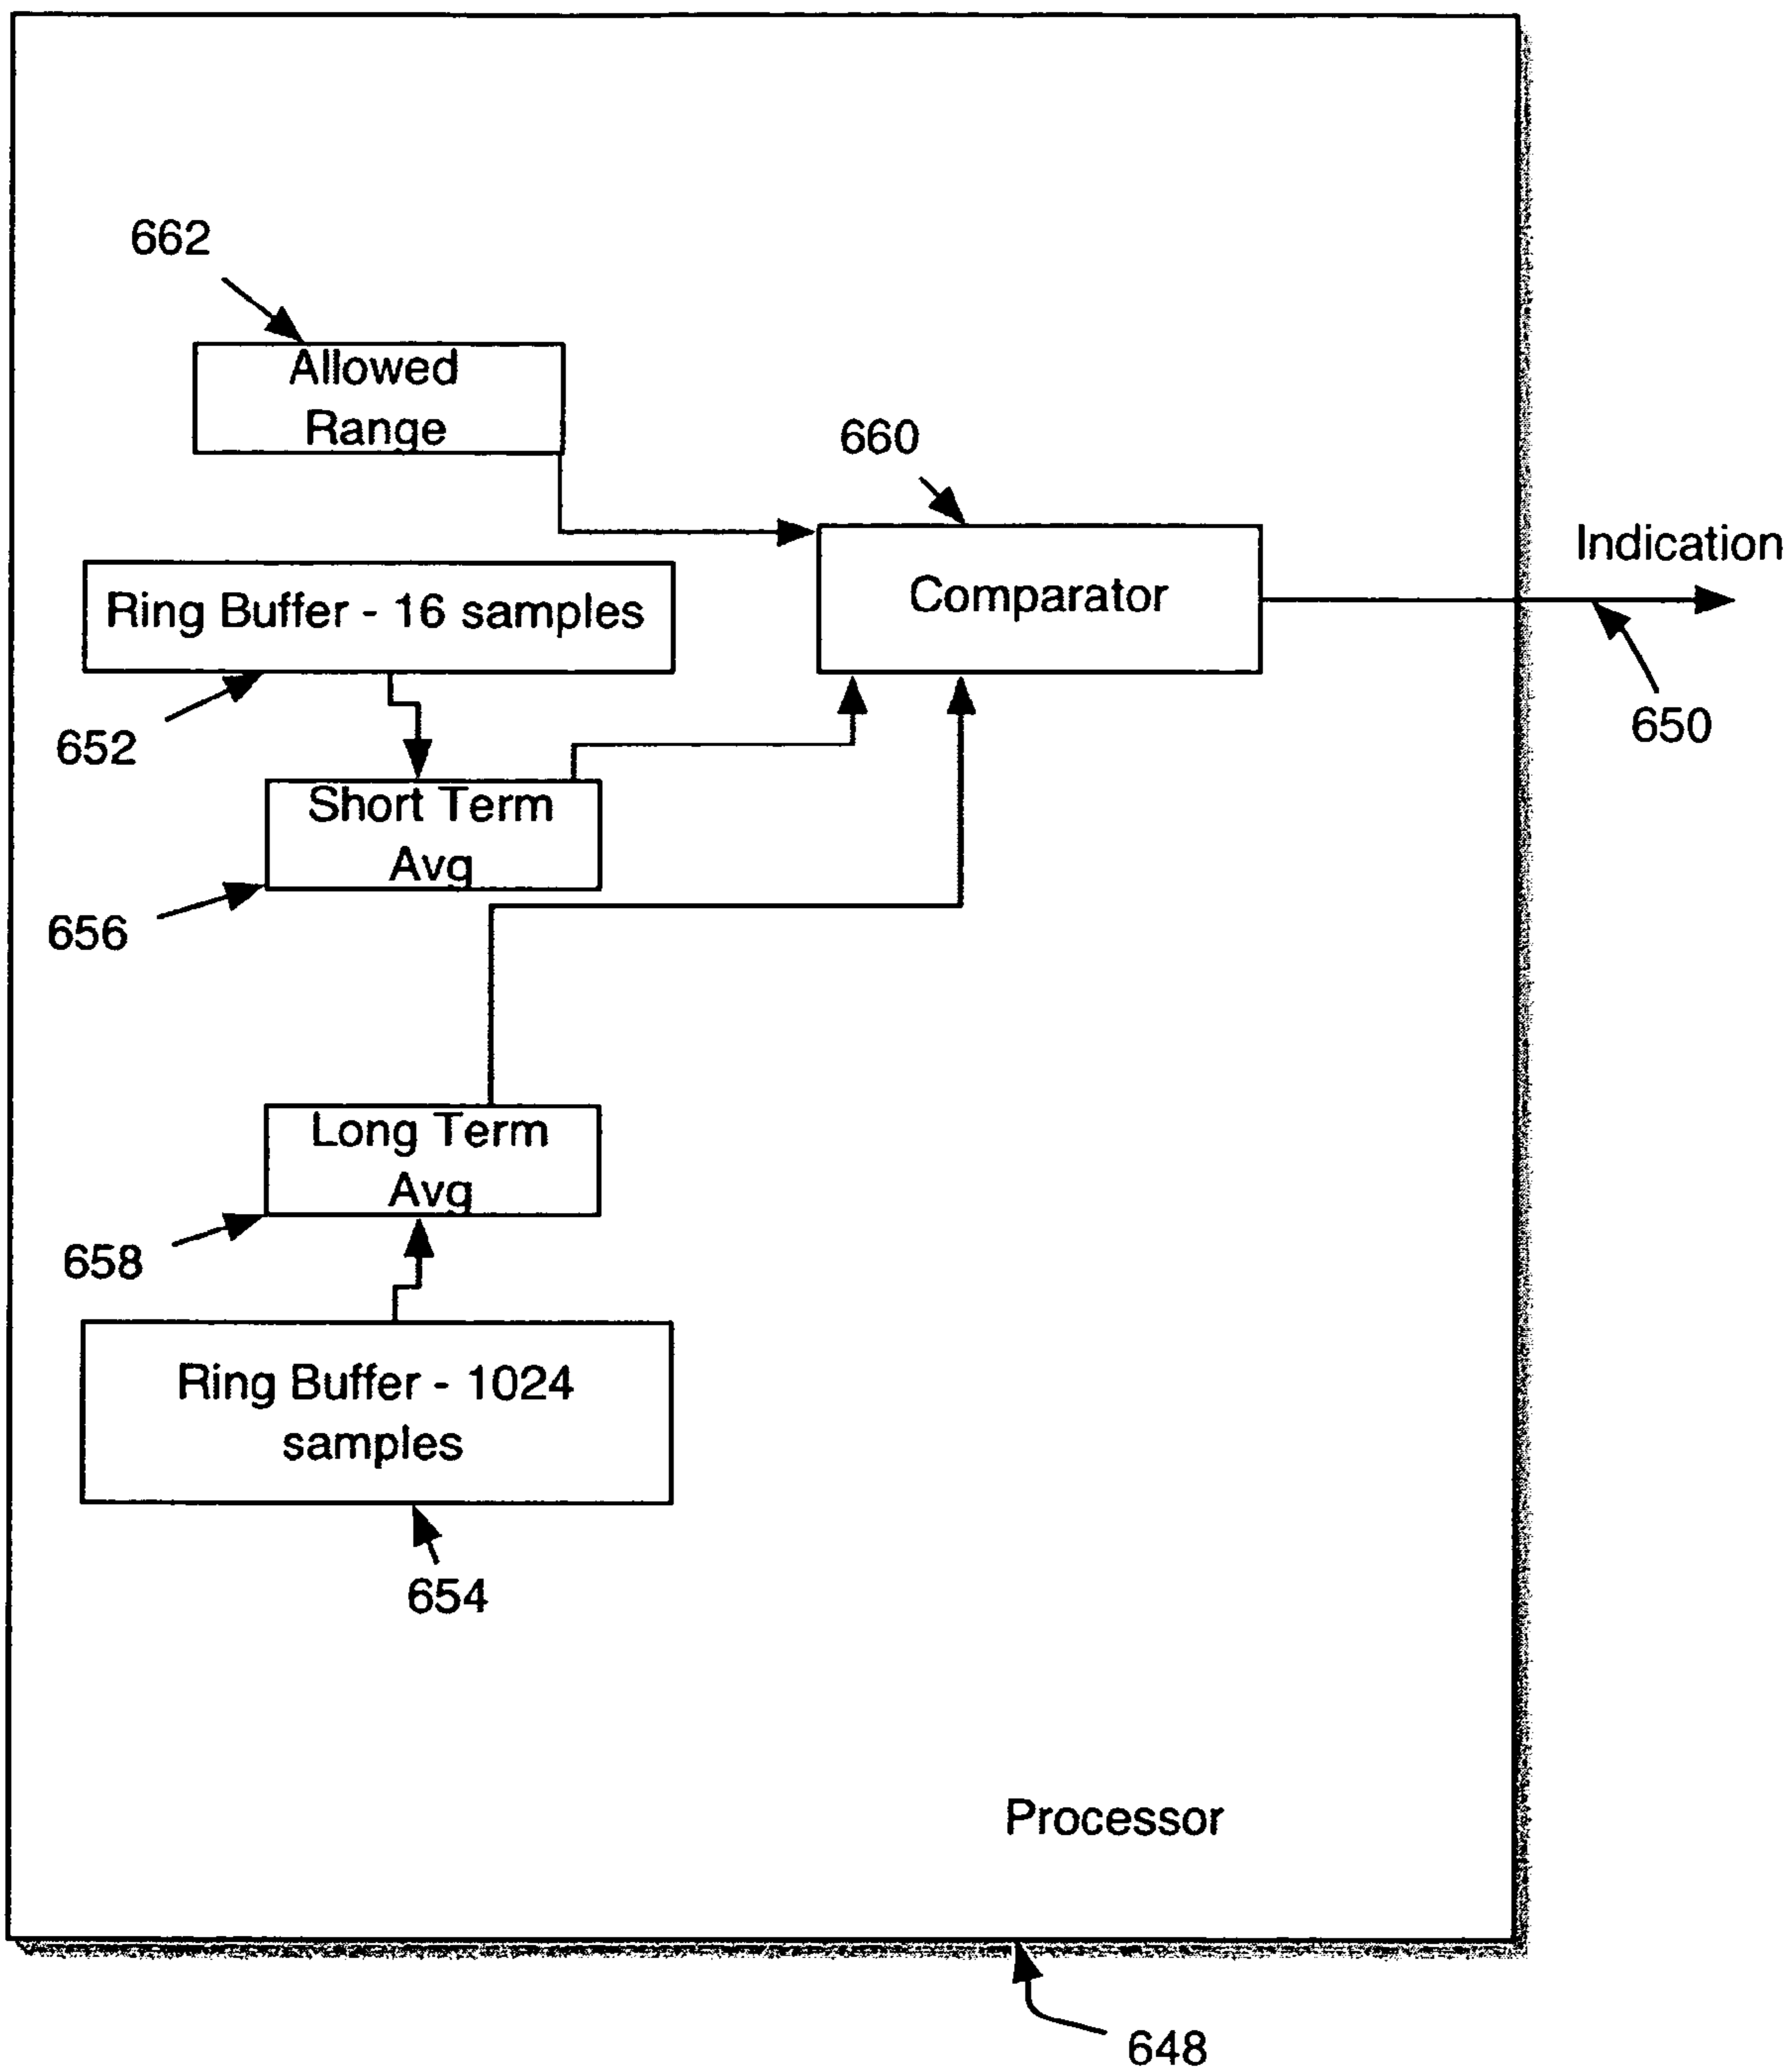 662
Allowed
Range
660
Indication
Comparator
Ring Buffer - 16 samples
650
652
Short Term
Avg
656
Long Term
Avg
658
Ring Buffer - 1024
samples
654
Processor
648